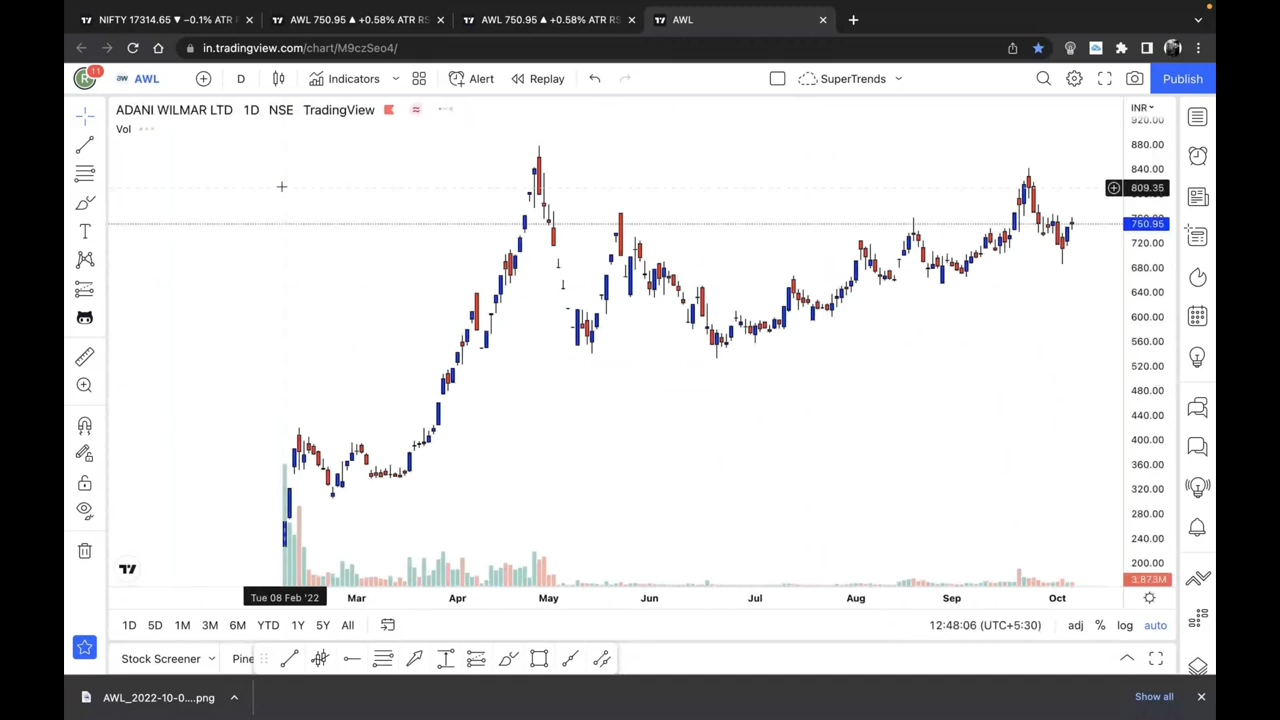 NIFTY 17314.65 ▼ −0.1% ATR
AWL 750.95 ▲ +0.58% ATR RS
AWL 750.95 ▲ +0.58% ATR RS
AWL
in.tradingview.com/chart/M9czSeo4/
R 11 aw AWL D Indicators Alert Replay SuperTrends Publish
ADANI WILMAR LTD 1D NSE TradingView
Vol
INR
920.00
880.00
840.00
809.35
750.95
720.00
680.00
640.00
600.00
560.00
520.00
480.00
440.00
400.00
360.00
320.00
280.00
240.00
200.00
3.873M
Tue 08 Feb '22 Mar Apr May Jun Jul Aug Sep Oct
1D 5D 1M 3M 6M YTD 1Y 5Y All 12:48:06 (UTC+5:30) adj % log auto
Stock Screener Pine
AWL_2022-10-0....png Show all